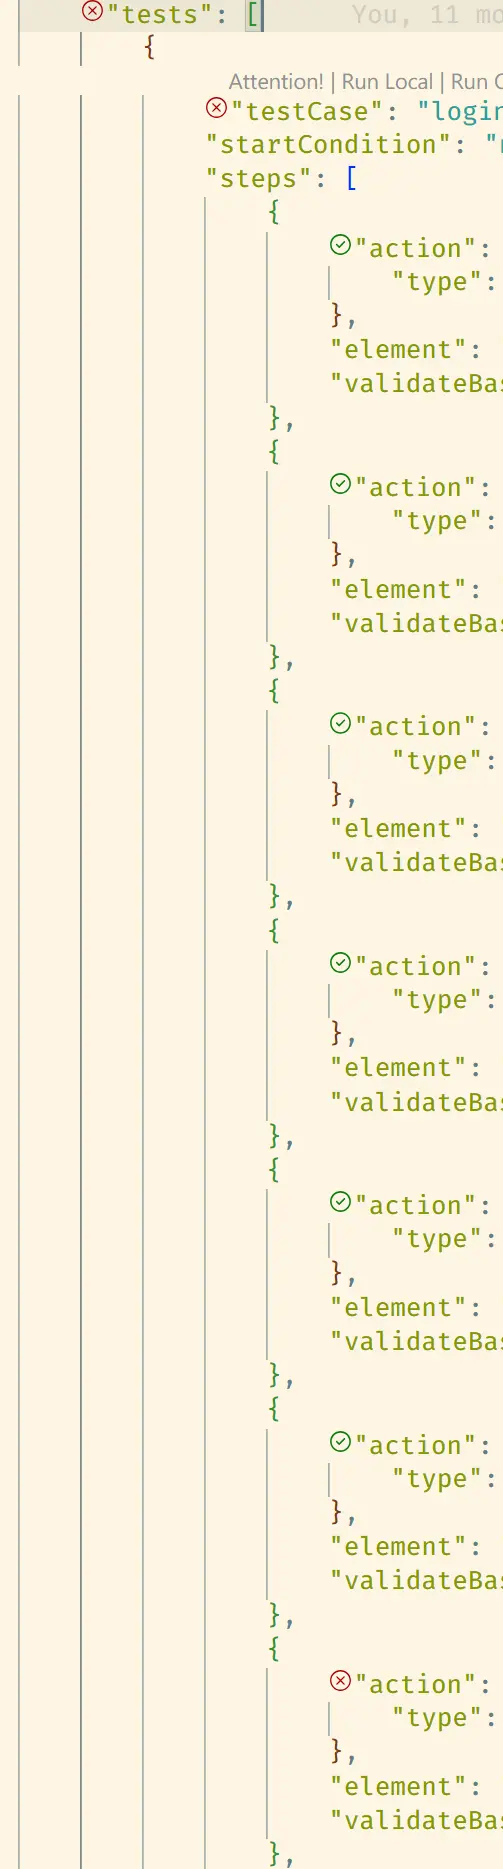 "tests": [ You, 11 mo
{
Attention! | Run Local | Run
"testCase": "login
"startCondition": "
"steps": [
{
"action":
"type":
},
"element":
"validateBas
},
{
"action":
"type":
},
"element":
"validateBas
},
{
"action":
"type":
},
"element":
"validateBas
},
{
"action":
"type":
},
"element":
"validateBas
},
{
"action":
"type":
},
"element":
"validateBas
},
{
"action":
"type":
},
"element":
"validateBas
},
{
"action":
"type":
},
"element":
"validateBas
},